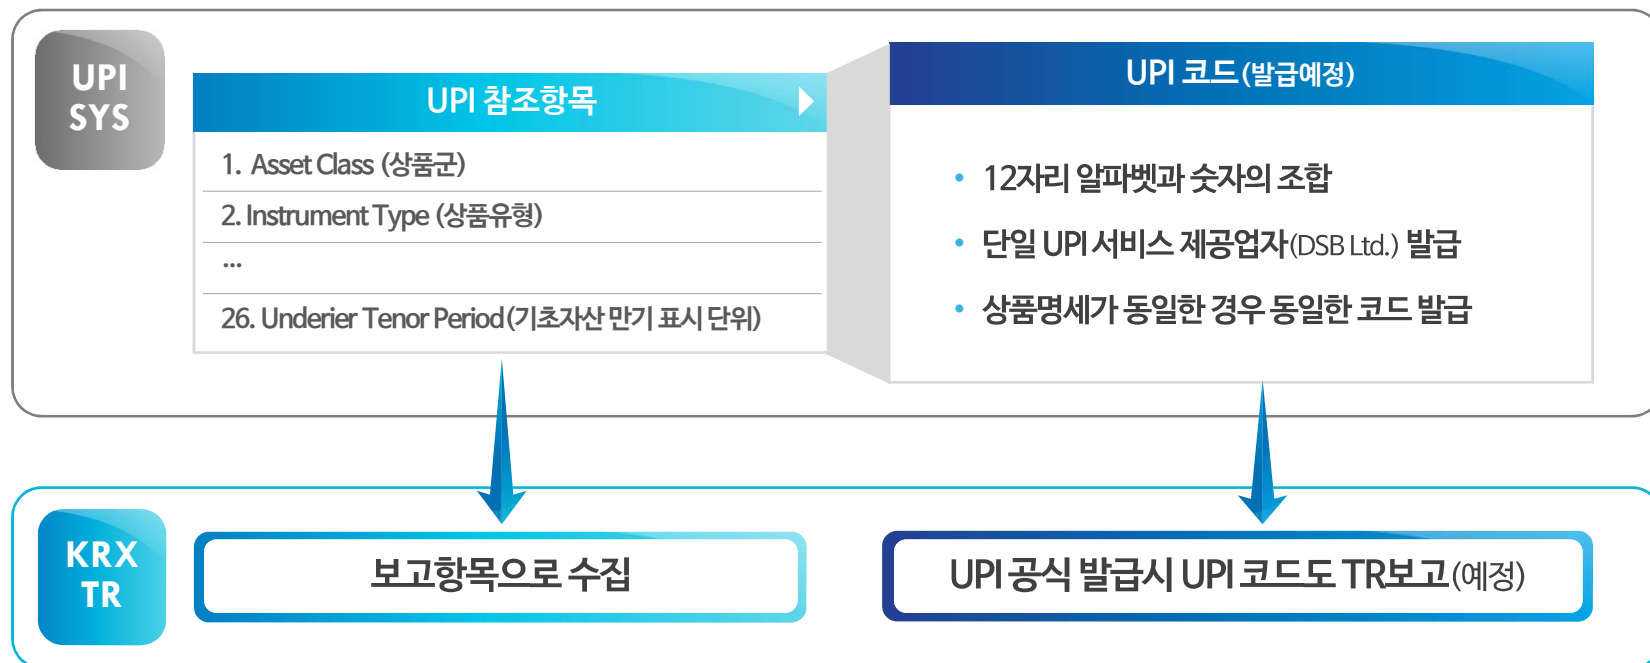 UPI
SYS
UPI 참조항목
1. Asset Class (상품군)
2. Instrument Type (상품유형)
...
26. Underier Tenor Period(기초자산 만기 표시 단위)
UPI 코드(발급예정)
• 12자리 알파벳과 숫자의 조합
• 단일 UPI 서비스 제공업자(DSB Ltd.) 발급
• 상품명세가 동일한 경우 동일한 코드 발급
KRX
TR
보고항목으로 수집
UPI 공식 발급시 UPI 코드도 TR보고(예정)